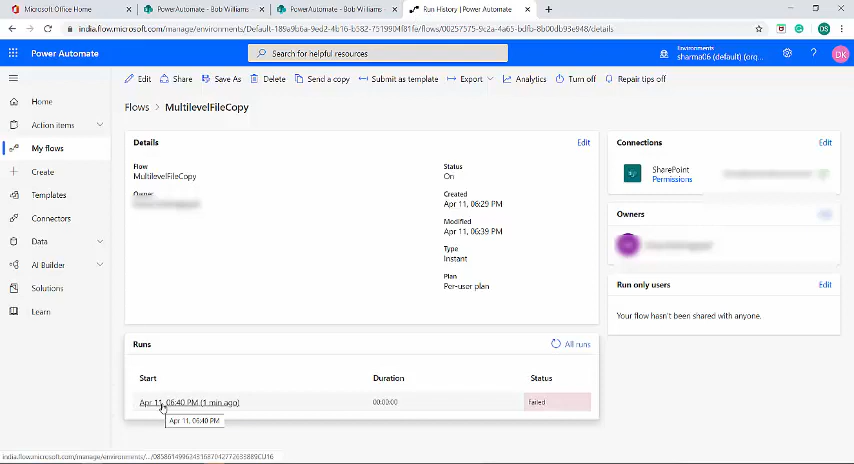 Microsoft Office Home
PowerAutomate - Bob Williams -
PowerAutomate - Bob Williams -
Run History | Power Automate
india.flow.microsoft.com/manage/environments/Default-189a9b6a-9ed2-4b16-b582-7519904f81fe/flows/00257575-9c2a-4a65-bdfb-8b00db93e948/details
DS
Power Automate
Search for helpful resources
Environments
sharma06 (default) (orq...
?
DK
Edit
Share
Save As
Delete
Send a copy
Submit as template
Export
Analytics
Turn off
Repair tips off
Home
Action items
My flows
Create
Templates
Connectors
Data
AI Builder
Solutions
Learn
Flows > MultilevelFileCopy
Details
Edit
Flow
MultilevelFileCopy
Owner
Status
On
Created
Apr 11, 06:29 PM
Modified
Apr 11, 06:39 PM
Type
Instant
Plan
Per-user plan
Connections
Edit
SharePoint
Permissions
Owners
Run only users
Edit
Your flow hasn't been shared with anyone.
Runs
All runs
Start
Duration
Status
Apr 11, 06:40 PM (1 min ago)
00:00:00
Failed
Apr 11, 06:40 PM